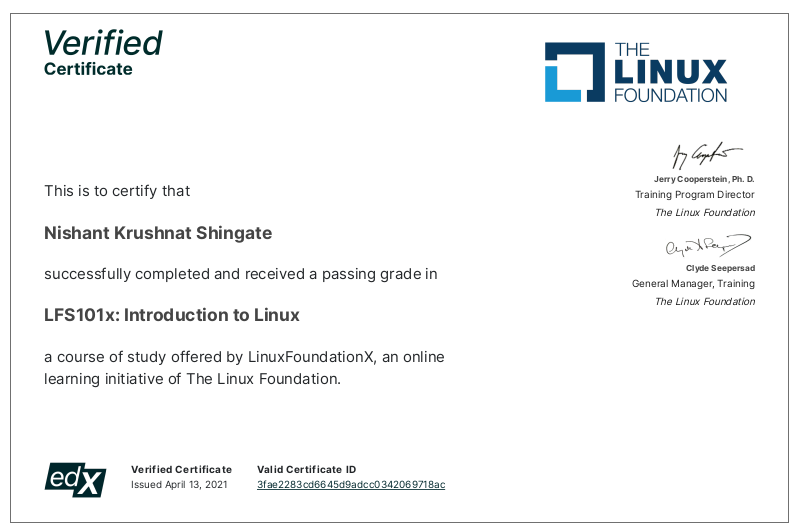 Verified
Certificate
THE
LINUX
FOUNDATION
Jerry Cooperstein, Ph. D.
Training Program Director
The Linux Foundation
Clyde Seepersad
General Manager, Training
The Linux Foundation
This is to certify that
Nishant Krushnat Shingate
successfully completed and received a passing grade in
LFS101x: Introduction to Linux
a course of study offered by LinuxFoundationX, an online
learning initiative of The Linux Foundation.
edX
Verified Certificate
Issued April 13, 2021
Valid Certificate ID
3fae2283cd6645d9adcc0342069718ac